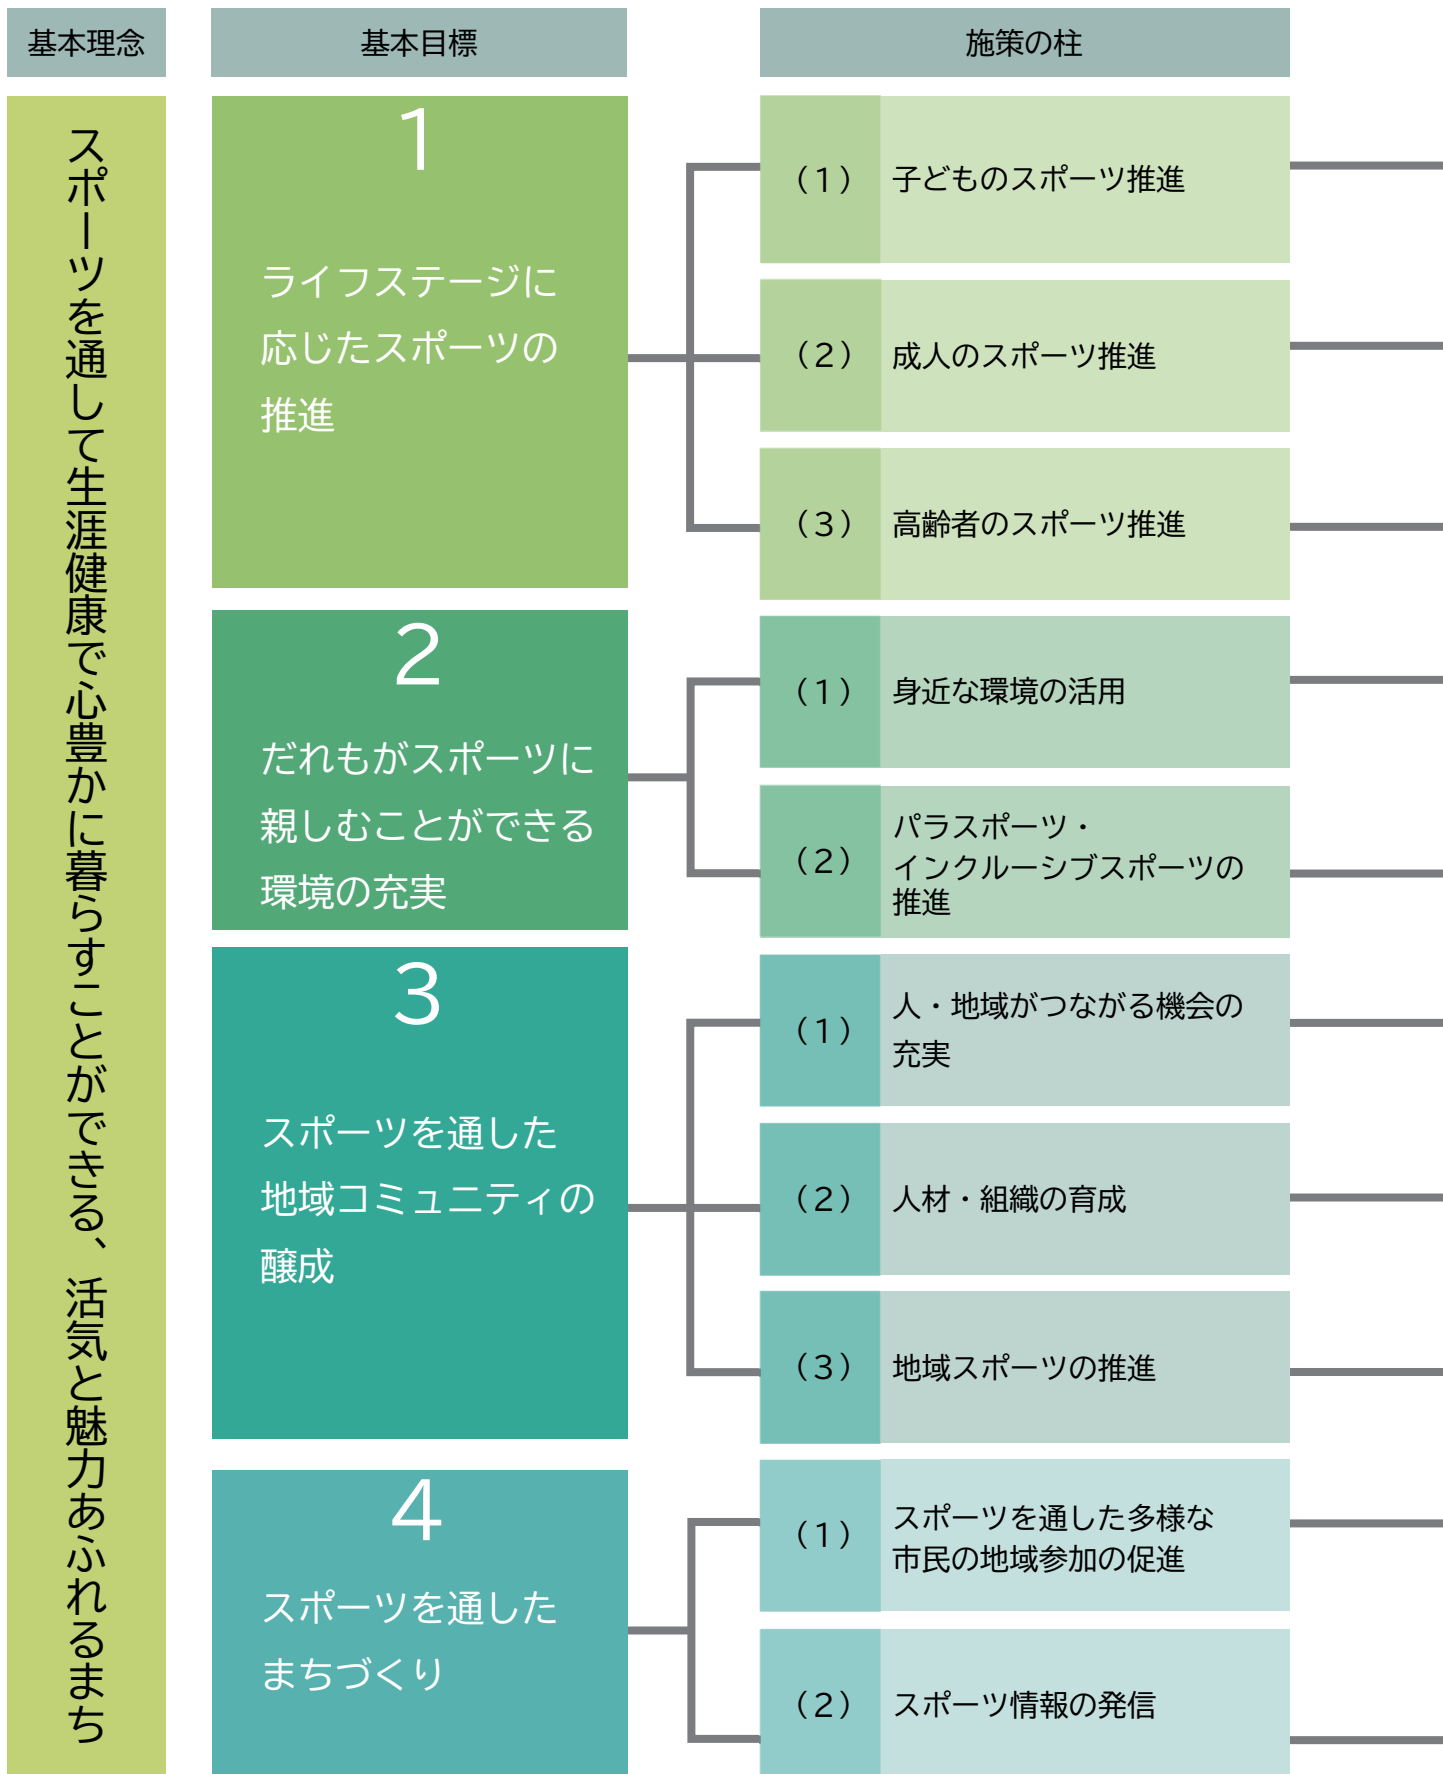 基本理念
基本目標
施策の柱
スポーツを通して生涯健康で心豊かに暮らすことができる、活気と魅力あふれるまち
1
ライフステージに
応じたスポーツの
推進
（1）
子どものスポーツ推進
（2）
成人のスポーツ推進
（3）
高齢者のスポーツ推進
2
だれもがスポーツに
親しむことができる
環境の充実
（1）
身近な環境の活用
（2）
パラスポーツ・
インクルーシブスポーツの
推進
3
スポーツを通した
地域コミュニティの
醸成
（1）
人・地域がつながる機会の
充実
（2）
人材・組織の育成
（3）
地域スポーツの推進
4
スポーツを通した
まちづくり
（1）
スポーツを通した多様な
市民の地域参加の促進
（2）
スポーツ情報の発信